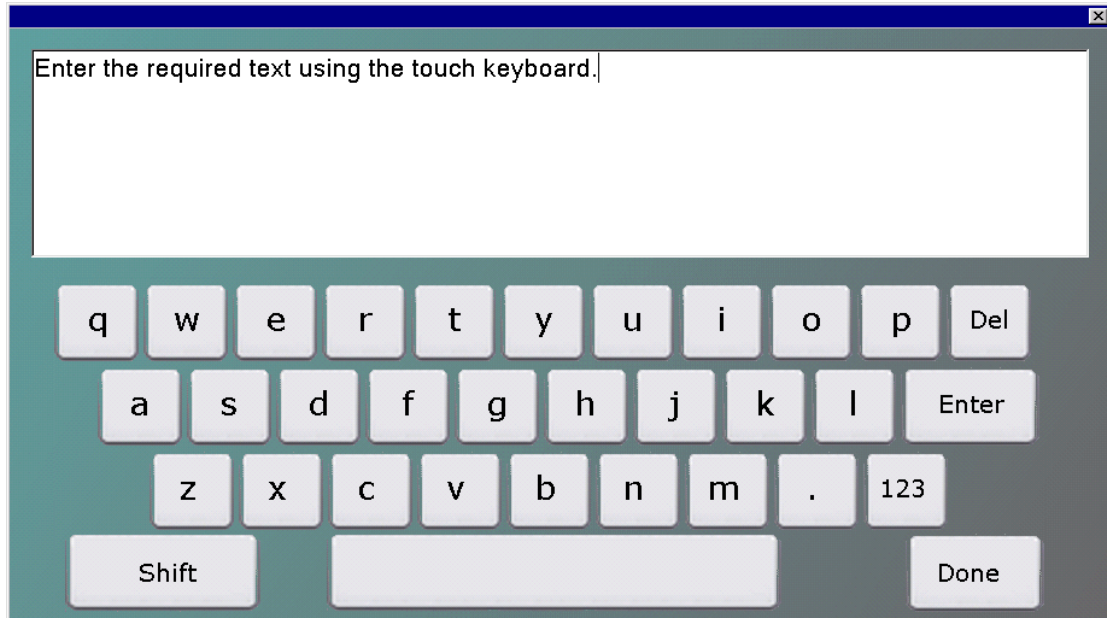 Enter the required text using the touch keyboard.
q w e r t y u i o p Del
a s d f g h j k l Enter
z x c v b n m . 123
Shift Done